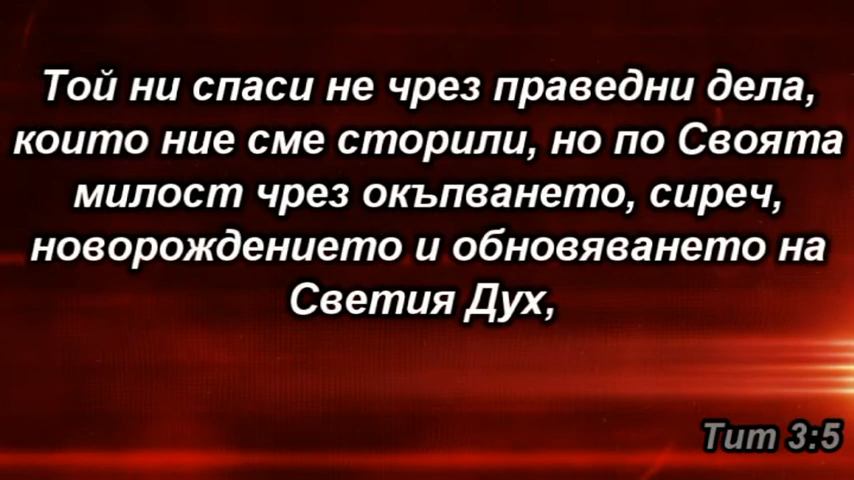 Той ни спаси не чрез праведни дела,
които ние сме сторили, но по Своята
милост чрез окъпването, сиреч,
новорождението и обновяването на
Светия Дух,
Тит 3:5